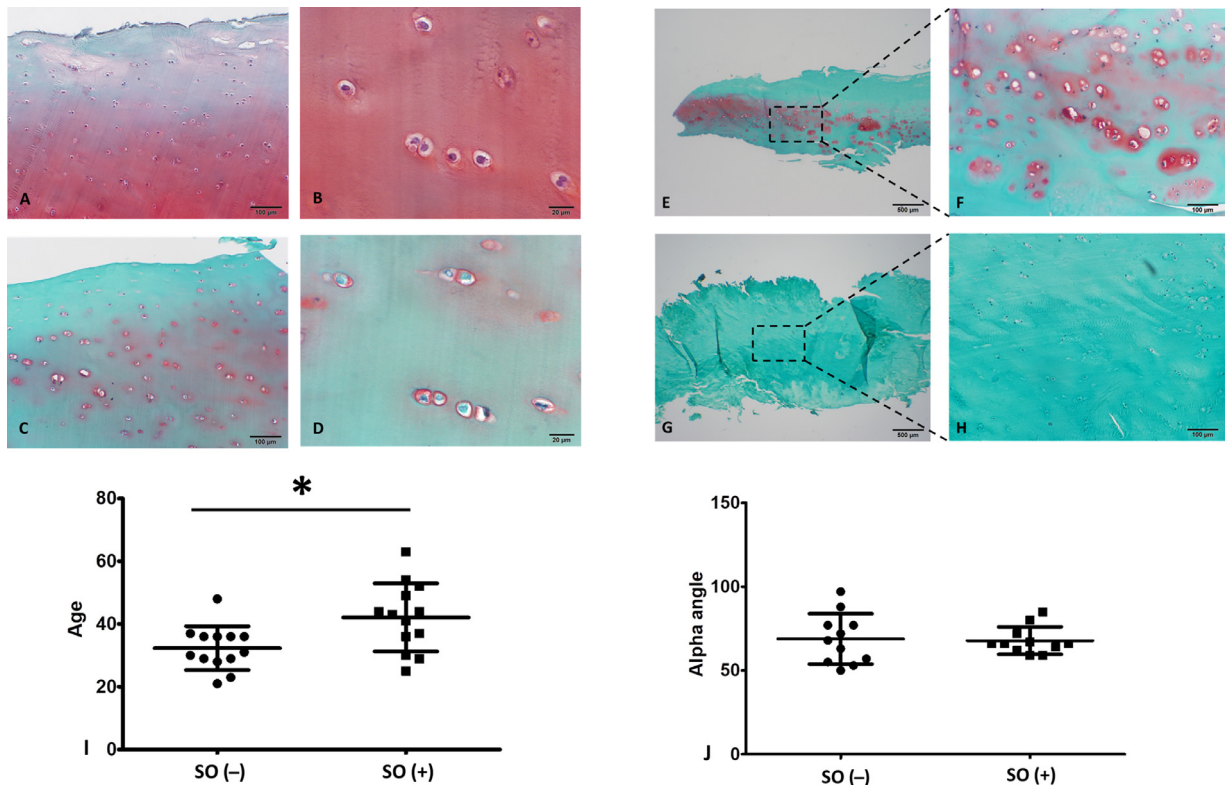 A
100 µm
B
20 µm
C
100 µm
D
20 µm
E
500 µm
F
100 µm
G
500 µm
H
100 µm
*
80
60
40
20
0
Age
I
SO (–)
SO (+)
150
100
50
0
Alpha angle
J
SO (–)
SO (+)